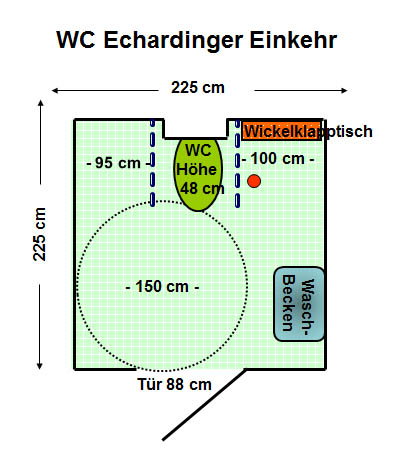 WC Echardinger Einkehr
225 cm
Wickelklapptisch
- 95 cm -
WC
Höhe
48 cm
- 100 cm -
225 cm
- 150 cm -
Wasch-
Becken
Tür 88 cm